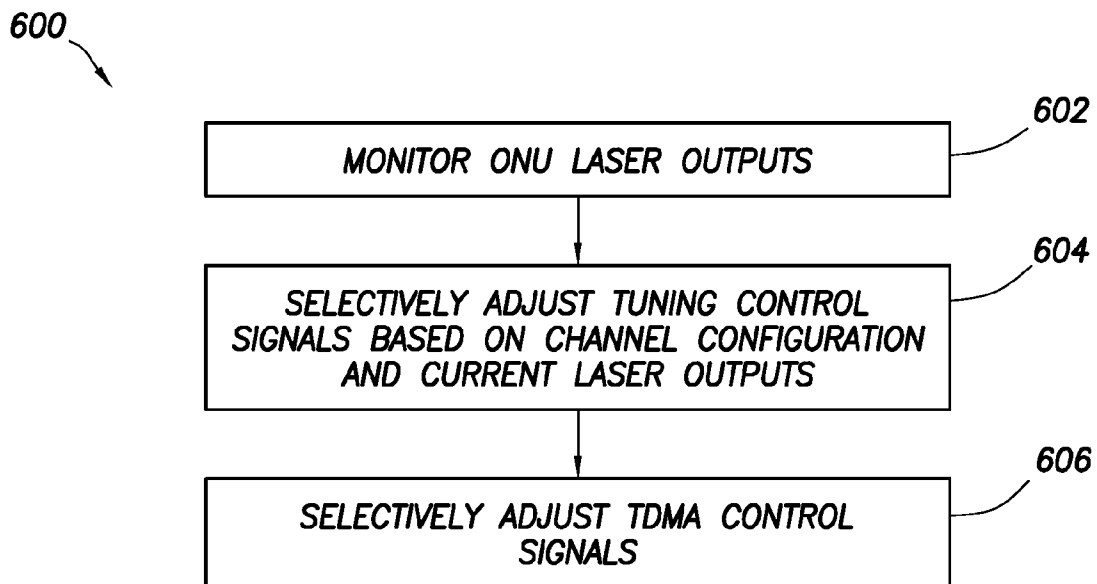 600
602
MONITOR ONU LASER OUTPUTS
604
SELECTIVELY ADJUST TUNING CONTROL
SIGNALS BASED ON CHANNEL CONFIGURATION
AND CURRENT LASER OUTPUTS
606
SELECTIVELY ADJUST TDMA CONTROL
SIGNALS